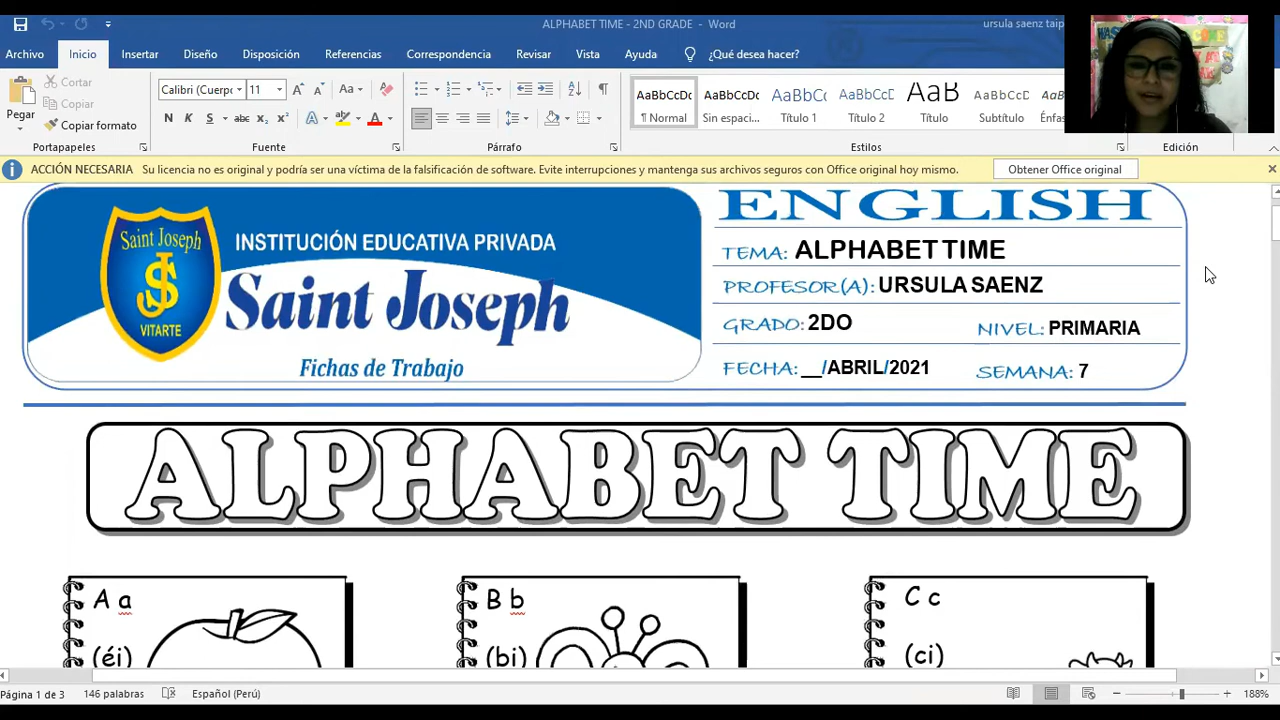 ALPHABET TIME - 2ND GRADE - Word
ursula saenz taip
Archivo Inicio Insertar Diseño Disposición Referencias Correspondencia Revisar Vista Ayuda ¿Qué desea hacer?
Pegar
Cortar
Copiar
Copiar formato
Portapapeles
Calibri (Cuerpo 11
Fuente
Párrafo
AaBbCcDc AaBbCcDc AaBbCc AaBbCcD AaB AaBbCcD AaBbCcDc
¶ Normal Sin espaci... Título 1 Título 2 Título Subtítulo Enfas
Estilos
Edición
ACCIÓN NECESARIA Su licencia no es original y podría ser una víctima de la falsificación de software. Evite interrupciones y mantenga sus archivos seguros con Office original hoy mismo. Obtener Office original
Saint Joseph
SJ
VITARTE
INSTITUCIÓN EDUCATIVA PRIVADA
Saint Joseph
Fichas de Trabajo
ENGLISH
TEMA: ALPHABET TIME
PROFESOR(A): URSULA SAENZ
GRADO: 2DO NIVEL: PRIMARIA
FECHA: __/ABRIL/2021 SEMANA: 7
ALPHABET TIME
A a
(éi)
B b
(bi)
C c
(ci)
Página 1 de 3 146 palabras Español (Perú) 188%